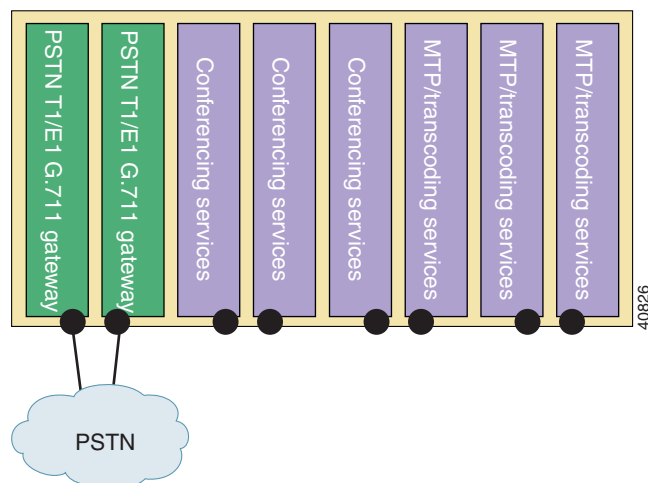 PSTN T1/E1 G.711 gateway
PSTN T1/E1 G.711 gateway
Conferencing services
Conferencing services
Conferencing services
MTP/transcoding services
MTP/transcoding services
MTP/transcoding services
40826
PSTN